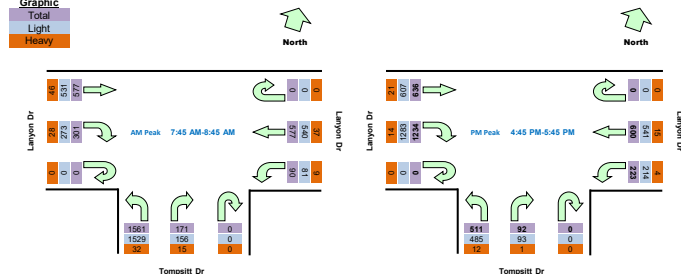 Graphic
Total
Light
Heavy
North
North
Lanyon Dr
46 531 577
28 273 301
0 0 0
AM Peak 7:45 AM-8:45 AM
0 0 0
577 540 37
90 81 9
Lanyon Dr
1561 171 0
1529 156 0
32 15 0
Tompsitt Dr
Lanyon Dr
21 607 636
14 1283 1234
0 0 0
PM Peak 4:45 PM-5:45 PM
0 0 0
600 541 15
223 214 4
Lanyon Dr
511 92 0
485 93 0
12 1 0
Tompsitt Dr